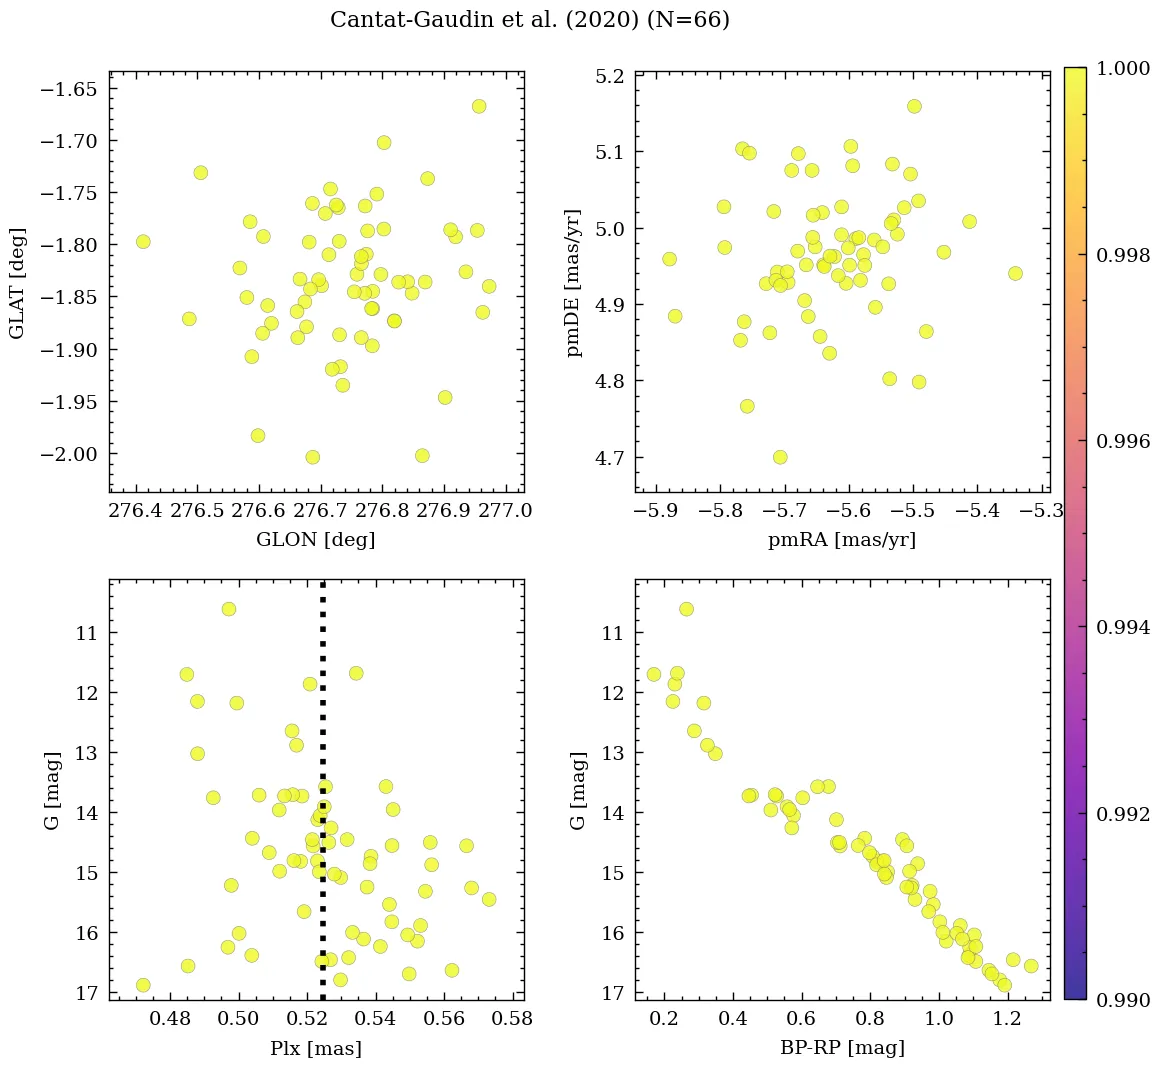 Cantat-Gaudin et al. (2020) (N=66)
−1.65
−1.70
−1.75
−1.80
−1.85
−1.90
−1.95
−2.00
GLAT [deg]
276.4 276.5 276.6 276.7 276.8 276.9 277.0
GLON [deg]
5.2
5.1
5.0
4.9
4.8
4.7
pmDE [mas/yr]
−5.9 −5.8 −5.7 −5.6 −5.5 −5.4 −5.3
pmRA [mas/yr]
1.000
0.998
0.996
0.994
0.992
0.990
11
12
13
14
15
16
17
G [mag]
0.48 0.50 0.52 0.54 0.56 0.58
Plx [mas]
11
12
13
14
15
16
17
G [mag]
0.2 0.4 0.6 0.8 1.0 1.2
BP-RP [mag]